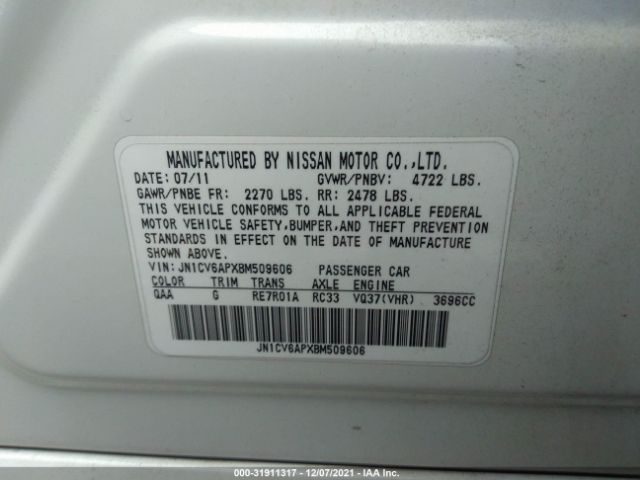 MANUFACTURED BY NISSAN MOTOR CO.,LTD.
DATE: 07/11 GVWR/PNBV: 4722 LBS.
GAWR/PNBE FR: 2270 LBS. RR: 2478 LBS.
THIS VEHICLE CONFORMS TO ALL APPLICABLE FEDERAL
MOTOR VEHICLE SAFETY,BUMPER,AND THEFT PREVENTION
STANDARDS IN EFFECT ON THE DATE OF MANUFACTURE
SHOWN ABOVE.
VIN: JN1CV6APXBM509606 PASSENGER CAR
COLOR TRIM TRANS AXLE ENGINE
QAA G RE7R01A RC33 VQ37(VHR) 3696CC
JN1CV6APXBM509606
000-31911317 - 12/07/2021 - IAA Inc.